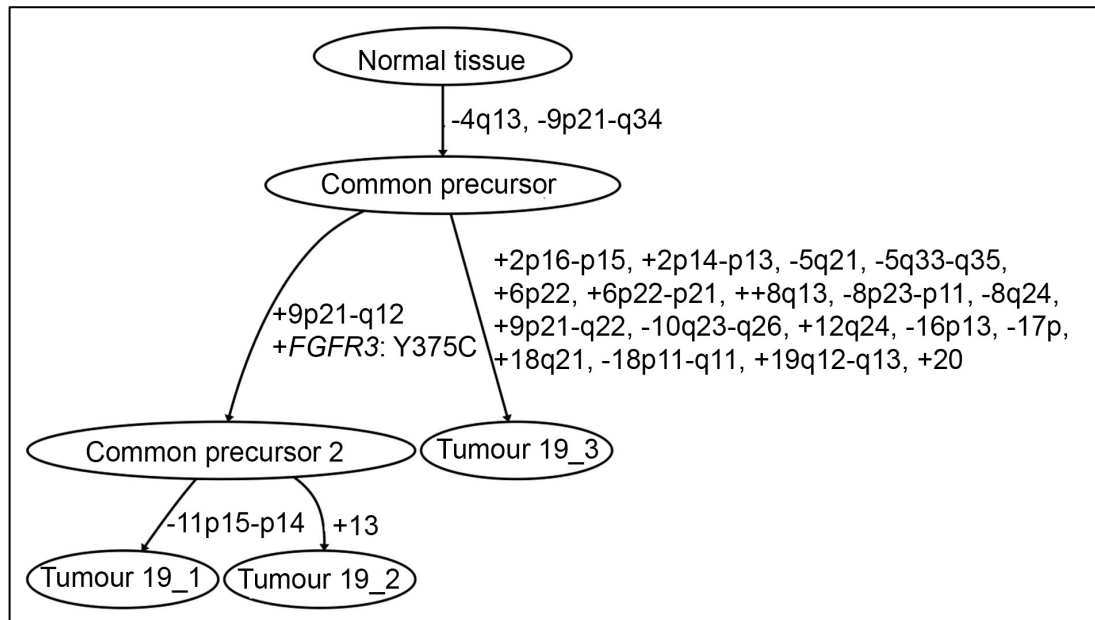 Normal tissue
-4q13, -9p21-q34
Common precursor
+2p16-p15, +2p14-p13, -5q21, -5q33-q35,
+6p22, +6p22-p21, ++8q13, -8p23-p11, -8q24,
+9p21-q22, -10q23-q26, +12q24, -16p13, -17p,
+18q21, -18p11-q11, +19q12-q13, +20
+9p21-q12
+FGFR3: Y375C
Common precursor 2
Tumour 19_3
-11p15-p14
+13
Tumour 19_1
Tumour 19_2